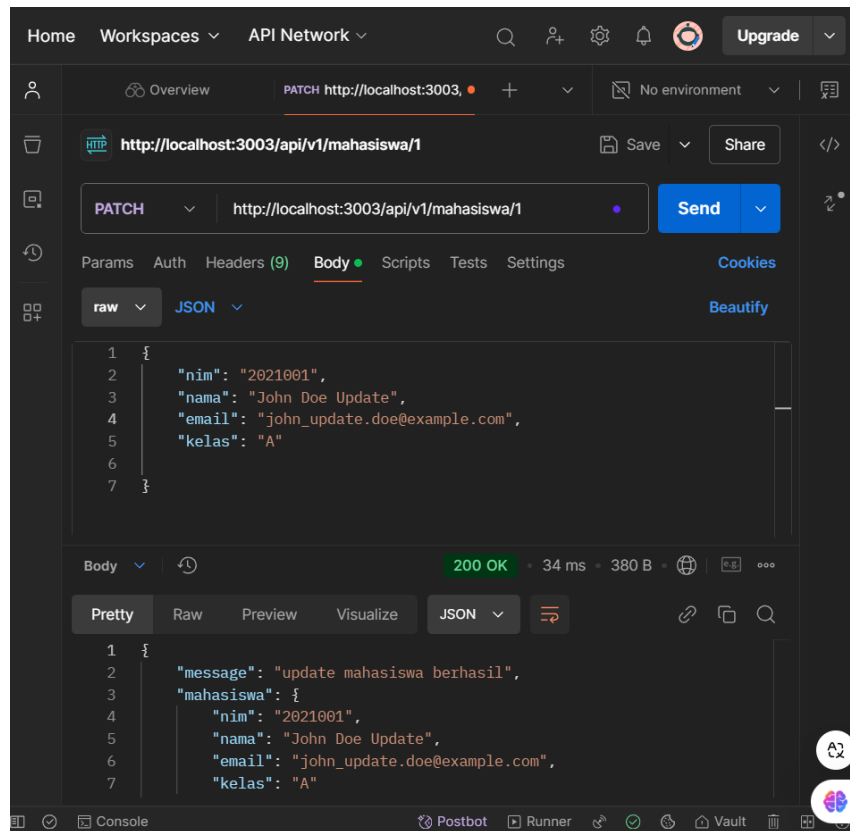 Home Workspaces API Network Upgrade
Overview PATCH http://localhost:3003, No environment
HTTP http://localhost:3003/api/v1/mahasiswa/1 Save Share
PATCH http://localhost:3003/api/v1/mahasiswa/1 Send
Params Auth Headers (9) Body Scripts Tests Settings Cookies
raw JSON Beautify
1 {
2 "nim": "2021001",
3 "nama": "John Doe Update",
4 "email": "john_update.doe@example.com",
5 "kelas": "A"
6
7 }
Body 200 OK 34 ms 380 B e.g.
Pretty Raw Preview Visualize JSON
1 {
2 "message": "update mahasiswa berhasil",
3 "mahasiswa": {
4 "nim": "2021001",
5 "nama": "John Doe Update",
6 "email": "john_update.doe@example.com",
7 "kelas": "A"
Console Postbot Runner Vault